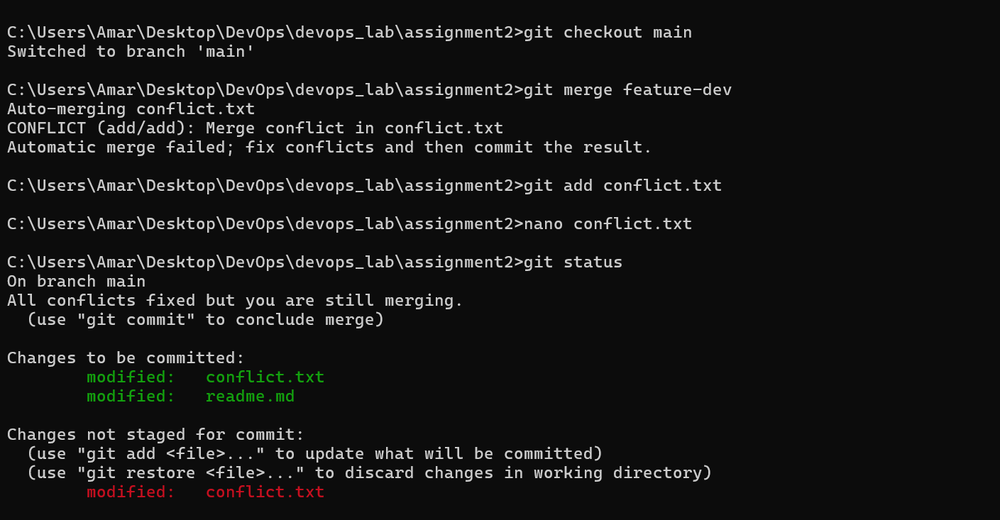 C:\Users\Amar\Desktop\DevOps\devops_lab\assignment2>git checkout main
Switched to branch 'main'

C:\Users\Amar\Desktop\DevOps\devops_lab\assignment2>git merge feature-dev
Auto-merging conflict.txt
CONFLICT (add/add): Merge conflict in conflict.txt
Automatic merge failed; fix conflicts and then commit the result.

C:\Users\Amar\Desktop\DevOps\devops_lab\assignment2>git add conflict.txt

C:\Users\Amar\Desktop\DevOps\devops_lab\assignment2>nano conflict.txt

C:\Users\Amar\Desktop\DevOps\devops_lab\assignment2>git status
On branch main
All conflicts fixed but you are still merging.
  (use "git commit" to conclude merge)

Changes to be committed:
        modified:   conflict.txt
        modified:   readme.md

Changes not staged for commit:
  (use "git add <file>..." to update what will be committed)
  (use "git restore <file>..." to discard changes in working directory)
        modified:   conflict.txt